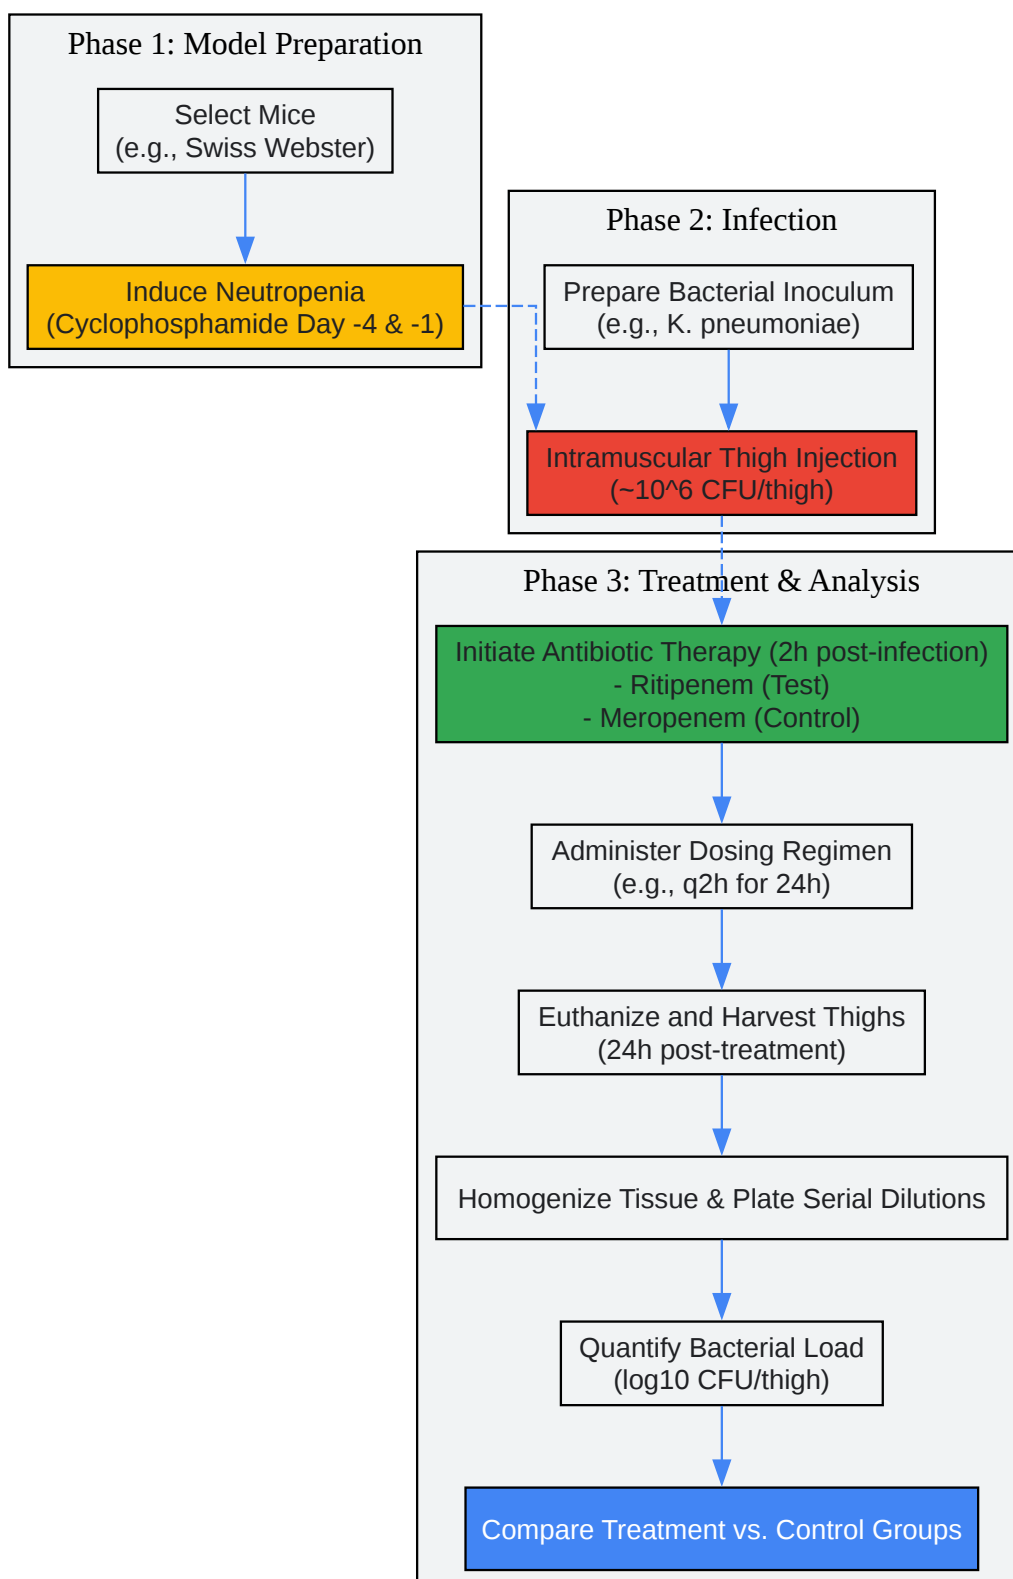 Phase 1: Model Preparation
Select Mice
(e.g., Swiss Webster)
Induce Neutropenia
(Cyclophosphamide Day -4 & -1)
Phase 2: Infection
Prepare Bacterial Inoculum
(e.g., K. pneumoniae)
Intramuscular Thigh Injection
(~10^6 CFU/thigh)
Phase 3: Treatment & Analysis
Initiate Antibiotic Therapy (2h post-infection)
- Ritipenem (Test)
- Meropenem (Control)
Administer Dosing Regimen
(e.g., q2h for 24h)
Euthanize and Harvest Thighs
(24h post-treatment)
Homogenize Tissue & Plate Serial Dilutions
Quantify Bacterial Load
(log10 CFU/thigh)
Compare Treatment vs. Control Groups